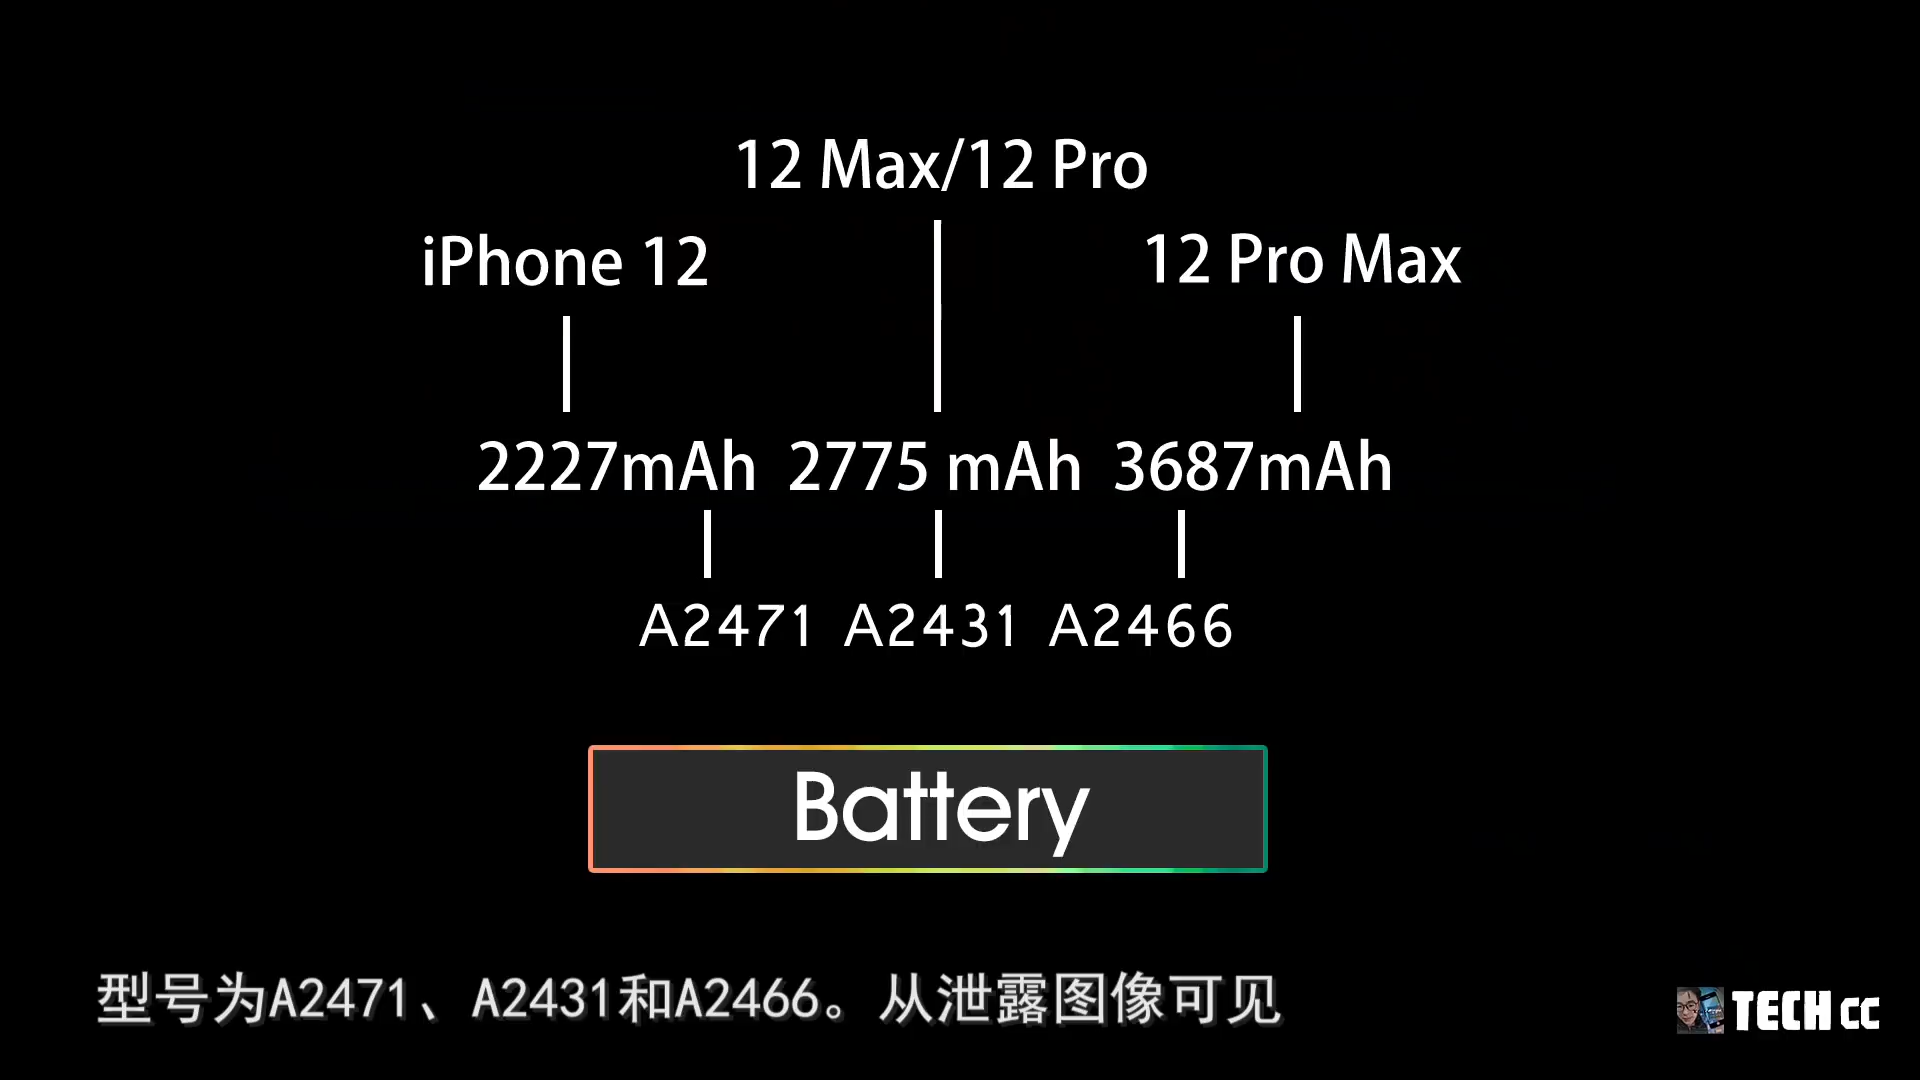 12 Max/12 Pro
iPhone 12
12 Pro Max
2227mAh 2775 mAh 3687mAh
A2471 A2431 A2466
Battery
型号为A2471、A2431和A2466。从泄露图像可见
TECH CC